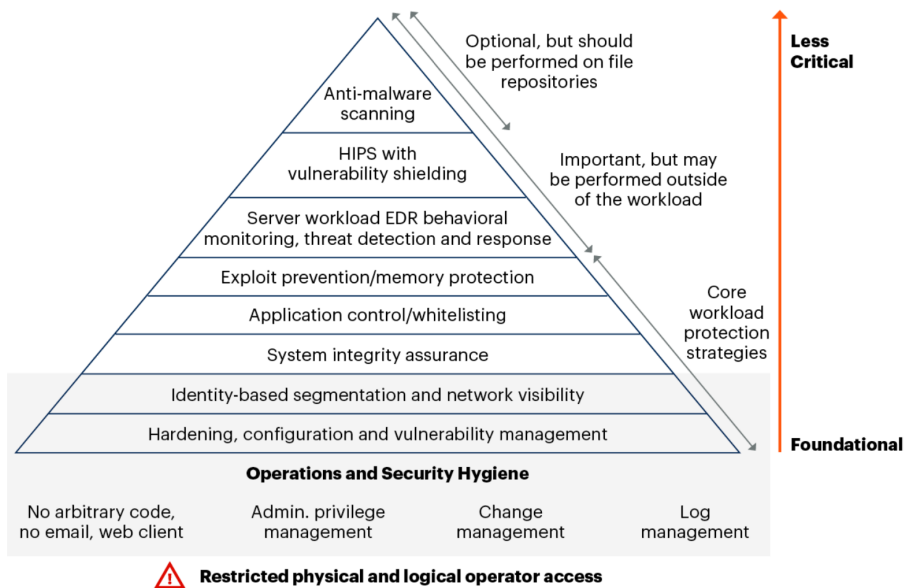 Optional, but should
be performed on file
repositories
Less
Critical
Anti-malware
scanning
HIPS with
vulnerability shielding
Important, but may
be performed outside
of the workload
Server workload EDR behavioral
monitoring, threat detection and response
Exploit prevention/memory protection
Core
workload
protection
strategies
Application control/whitelisting
System integrity assurance
Identity-based segmentation and network visibility
Hardening, configuration and vulnerability management
Foundational
Operations and Security Hygiene
No arbitrary code,
no email, web client
Admin. privilege
management
Change
management
Log
management
! Restricted physical and logical operator access